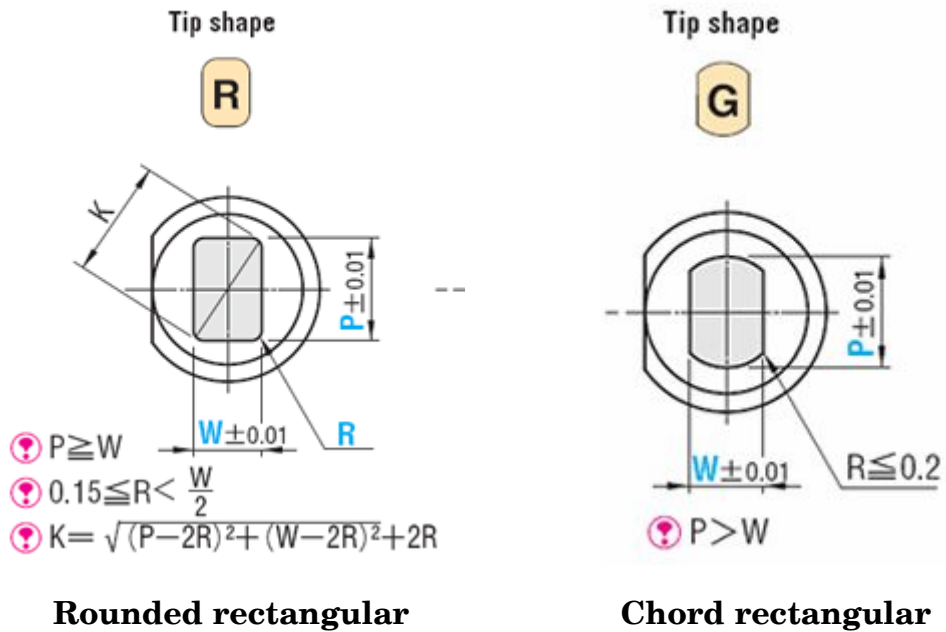 Tip shape
R
K
P±0.01
W±0.01
R
P≧W
0.15≦R< W/2
K= √(P−2R)²+(W−2R)²+2R
Rounded rectangular
Tip shape
G
P±0.01
W±0.01
R≦0.2
P>W
Chord rectangular